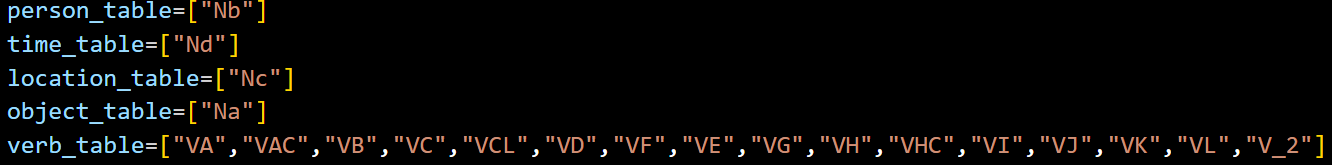 person_table=["Nb"]
time_table=["Nd"]
location_table=["Nc"]
object_table=["Na"]
verb_table=["VA","VAC","VB","VC","VCL","VD","VF","VE","VG","VH","VHC","VI","VJ","VK","VL","V_2"]